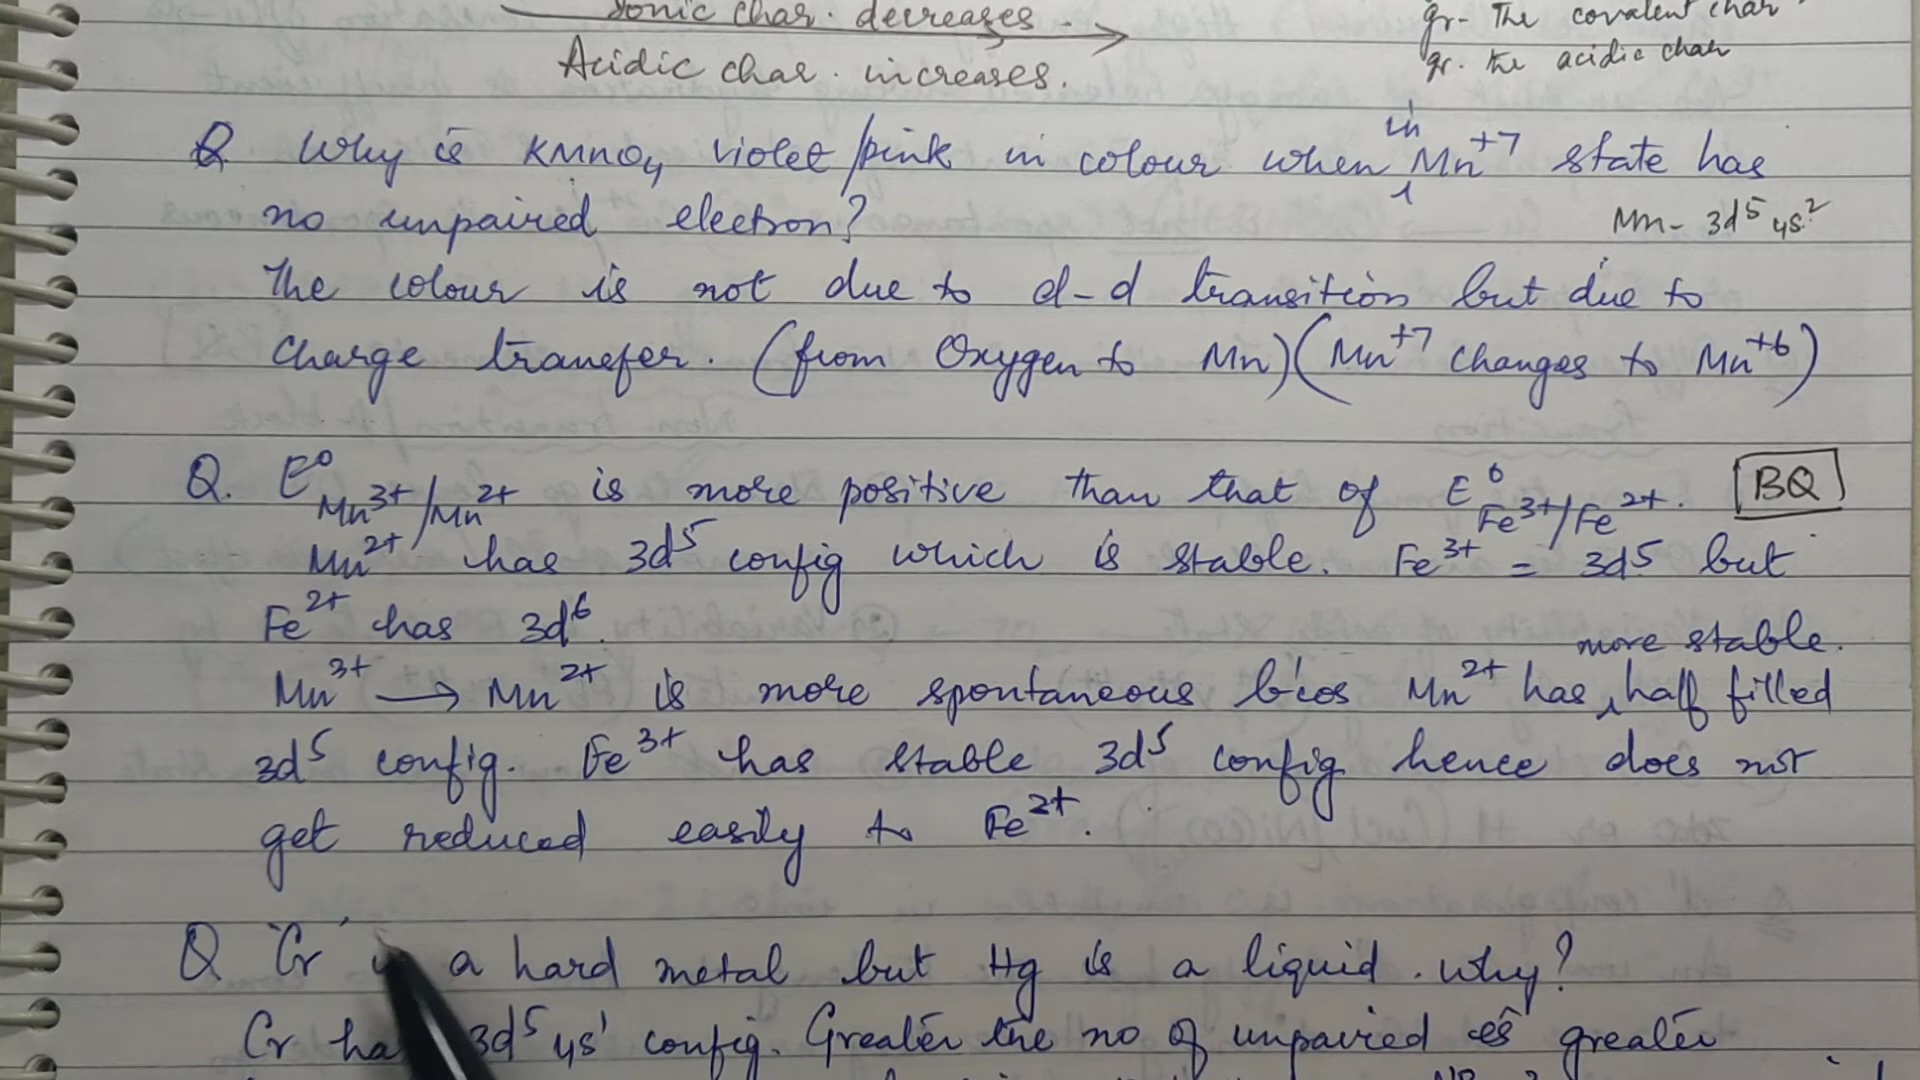 Ionic char. decreases.
Acidic char. increases.
gr- The covalent char
gr. the acidic char
Q Why is KMnO4 violet/pink in colour when in Mn+7 state has
no unpaired electron?
Mn- 3d5 4s2
The colour is not due to d-d transition but due to
charge transfer. (from Oxygen to Mn) (Mn+7 changes to Mn+6)
Q. E0 Mn3+/Mn2+ is more positive than that of E0 Fe3+/Fe2+. BQ
Mn2+ has 3d5 config which is stable. Fe3+ = 3d5 but
Fe2+ has 3d6.
Mn3+ → Mn2+ is more spontaneous b'cos Mn2+ has more stable. half filled
3d5 config. Fe3+ has stable 3d5 config hence does not
get reduced easily to Fe2+.
Q "Cr" a hard metal but Hg is a liquid. why?
Cr 3d5 4s1 config. Greater the no of unpaired es greater